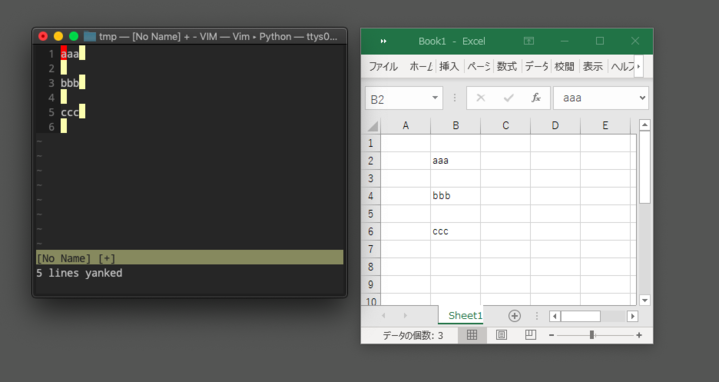 tmp — [No Name] + - VIM — Vim • Python — ttys0...
1 aaa
2
3 bbb
4
5 ccc
6
~
~
~
~
~
~
~
~
[No Name] [+]
5 lines yanked
Book1 - Excel
ファイル ホーム 挿入 ページ 数式 データ 校閲 表示 ヘルプ
B2 fx aaa
A B C D E
1
2 aaa
3
4 bbb
5
6 ccc
7
8
9
10
Sheet1
データの個数: 3